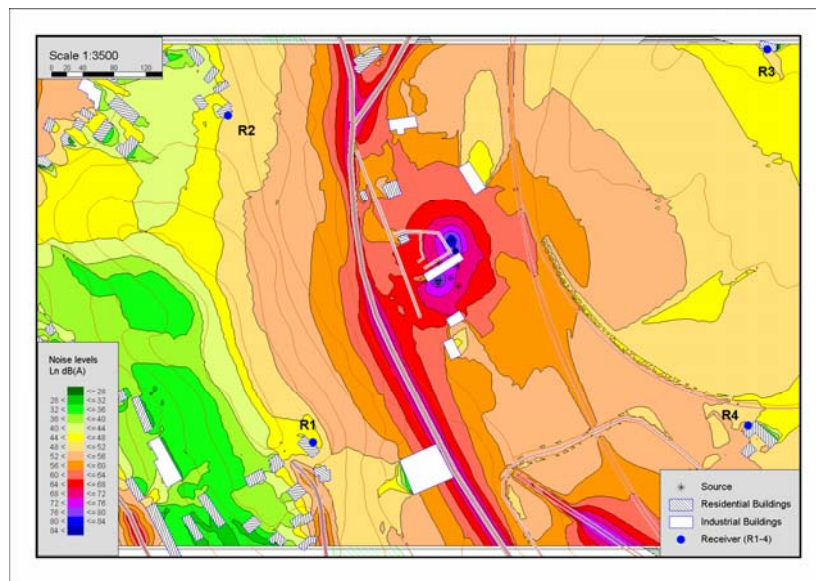 Scale 1:3500
0 20 40 60 80 120
R3
R2
Noise levels
Ln dB(A)
<= 28
28 < <= 32
32 < <= 36
36 < <= 40
40 < <= 44
44 < <= 48
48 < <= 52
52 < <= 56
56 < <= 60
60 < <= 64
64 < <= 68
68 < <= 72
72 < <= 76
76 < <= 80
80 < <= 84
84 <
R1
R4
Source
Residential Buildings
Industrial Buildings
Receiver (R1-4)